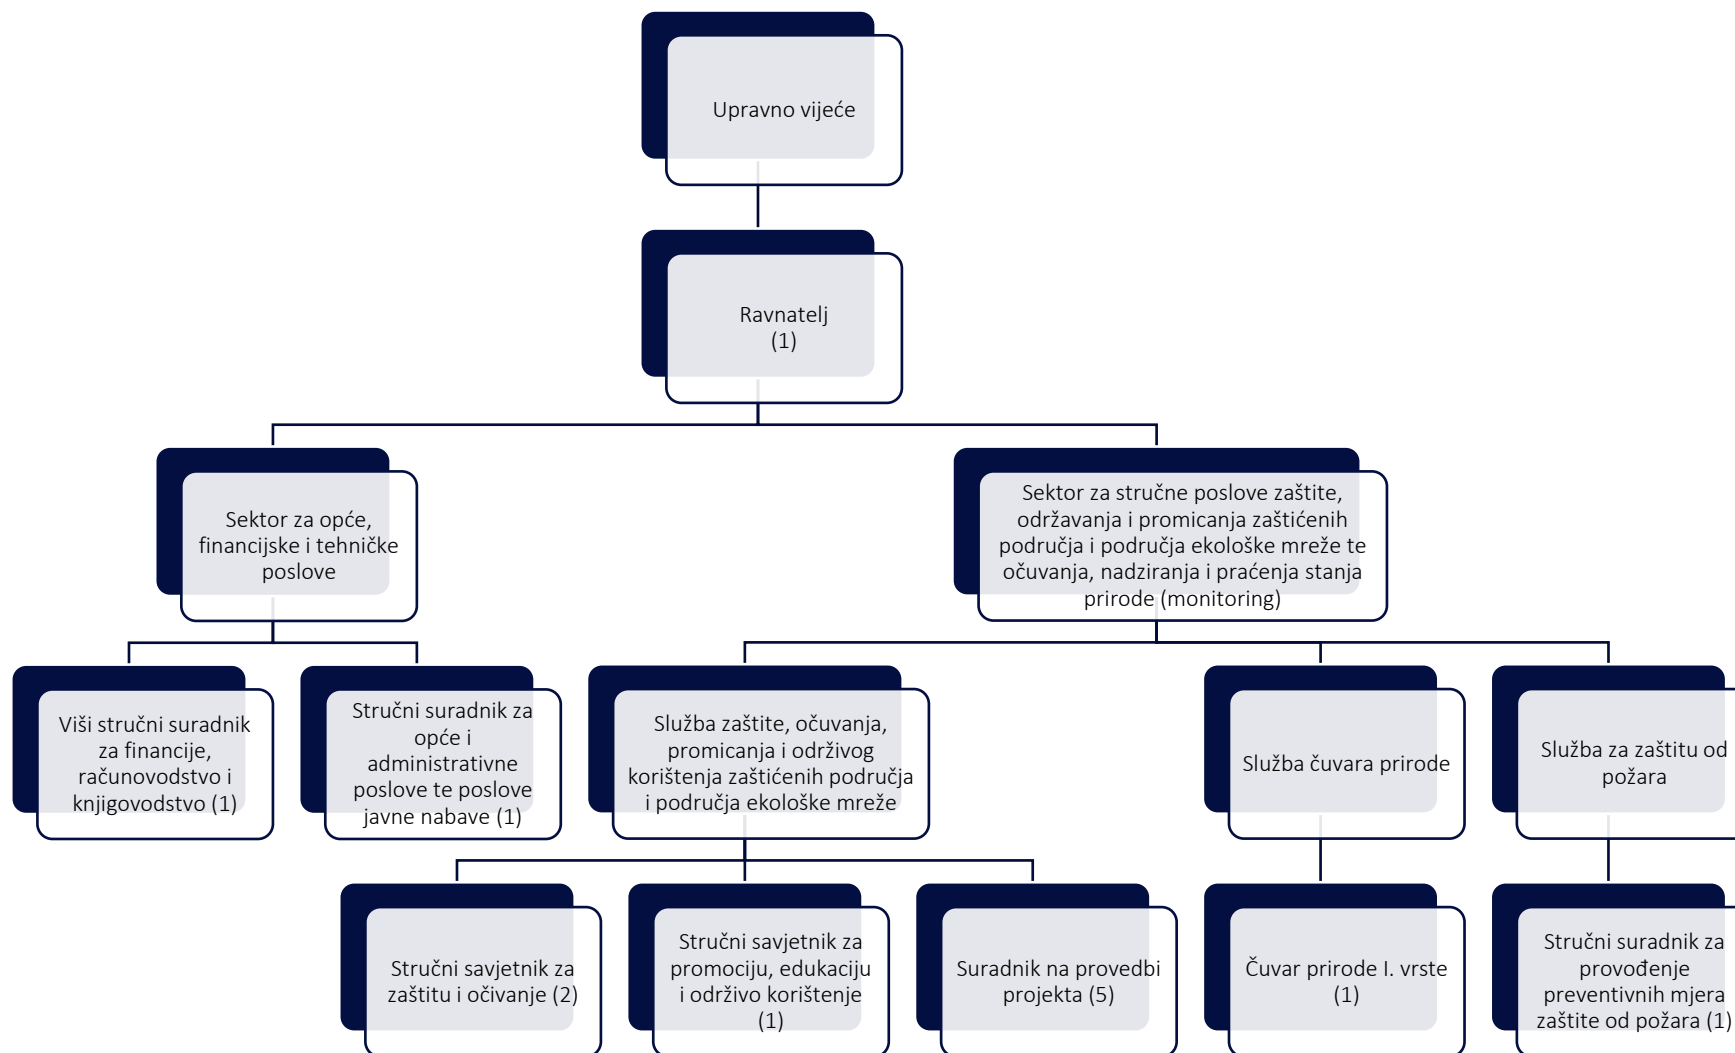 Upravno vijeće
Ravnatelj
(1)
Sektor za opće,
financijske i tehničke
poslove
Sektor za stručne poslove zaštite,
održavanja i promicanja zaštićenih
područja i područja ekološke mreže te
očuvanja, nadziranja i praćenja stanja
prirode (monitoring)
Viši stručni suradnik
za financije,
računovodstvo i
knjigovodstvo (1)
Stručni suradnik za
opće i
administrativne
poslove te poslove
javne nabave (1)
Služba zaštite, očuvanja,
promicanja i održivog
korištenja zaštićenih područja
i područja ekološke mreže
Služba čuvara prirode
Služba za zaštitu od
požara
Stručni savjetnik za
zaštitu i očivanje (2)
Stručni savjetnik za
promociju, edukaciju
i održivo korištenje
(1)
Suradnik na provedbi
projekta (5)
Čuvar prirode I. vrste
(1)
Stručni suradnik za
provođenje
preventivnih mjera
zaštite od požara (1)